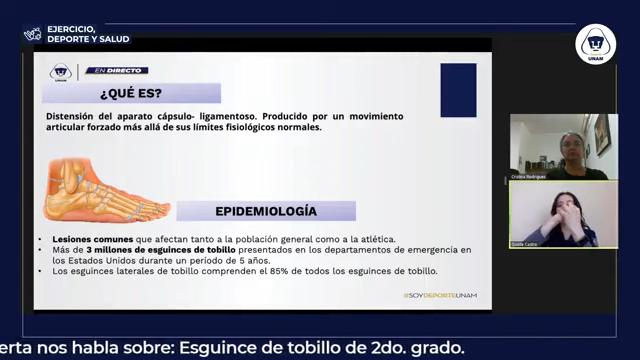 EJERCICIO,
DEPORTE Y SALUD
UNAM
UNAM
EN DIRECTO
¿QUÉ ES?
Distensión del aparato cápsulo- ligamentoso. Producido por un movimiento
articular forzado más allá de sus límites fisiológicos normales.
Cristina Rodríguez
EPIDEMIOLOGÍA
Castro
• Lesiones comunes que afectan tanto a la población general como a la atlética.
• Más de 3 millones de esguinces de tobillo presentados en los departamentos de emergencia en
los Estados Unidos durante un período de 5 años.
• Los esguinces laterales de tobillo comprenden el 85% de todos los esguinces de tobillo.
#SOYDEPORTEUNAM
erta nos habla sobre: Esguince de tobillo de 2do. grado.